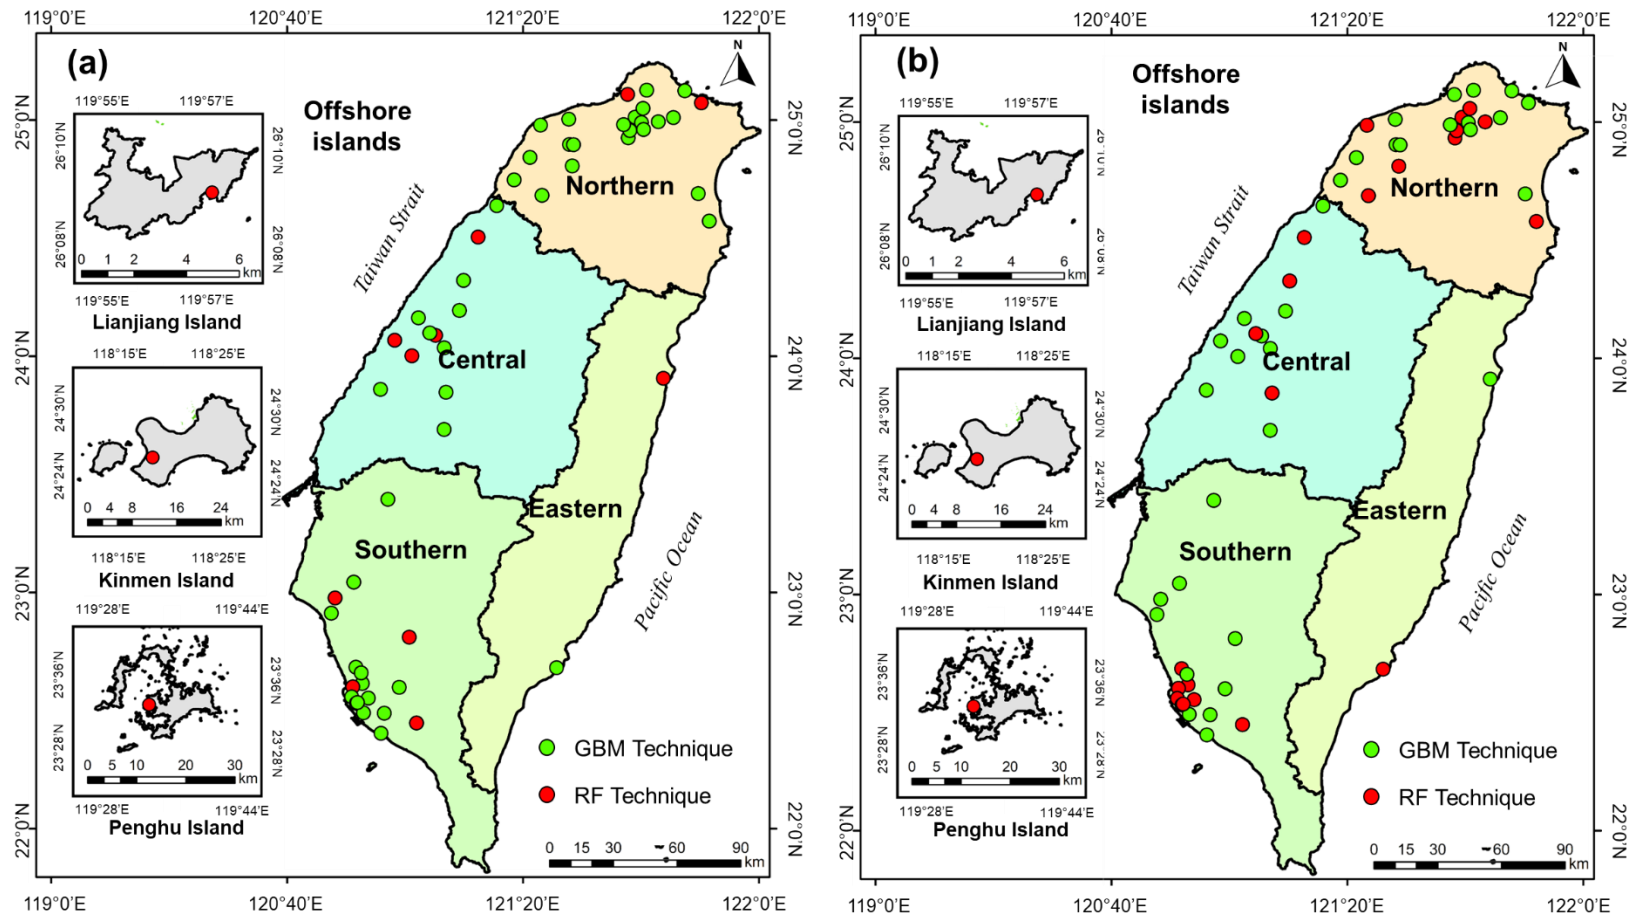 119°0'E 120°40'E 121°20'E 122°0'E
(a)
N
Offshore
islands
119°55'E 119°57'E
26°10'N
26°08'N
26°10'N
26°08'N
0 1 2 4 6
km
119°55'E 119°57'E
Lianjiang Island
118°15'E 118°25'E
24°30'N
24°24'N
24°30'N
24°24'N
0 4 8 16 24
km
118°15'E 118°25'E
Kinmen Island
119°28'E 119°44'E
23°36'N
23°28'N
23°36'N
23°28'N
0 5 10 20 30 km
119°28'E 119°44'E
Penghu Island
25°0'N
24°0'N
23°0'N
22°0'N
Taiwan Strait
Northern
Central
Eastern
Southern
Pacific Ocean
GBM Technique
RF Technique
0 15 30 60 90
km
25°0'N
24°0'N
23°0'N
22°0'N
119°0'E 120°40'E 121°20'E 122°0'E
119°0'E 120°40'E 121°20'E 122°0'E
(b)
N
Offshore
islands
119°55'E 119°57'E
26°10'N
26°08'N
26°08'N
0 1 2 4 6
km
119°55'E 119°57'E
Lianjiang Island
118°15'E 118°25'E
24°30'N
24°24'N
24°30'N
24°24'N
0 4 8 16 24
km
118°15'E 118°25'E
Kinmen Island
119°28'E 119°44'E
23°36'N
23°28'N
23°36'N
23°28'N
0 5 10 20 30 km
119°28'E 119°44'E
Penghu Island
25°0'N
24°0'N
23°0'N
22°0'N
Taiwan Strait
Northern
Central
Eastern
Southern
Pacific Ocean
GBM Technique
RF Technique
0 15 30 60 90
km
25°0'N
24°0'N
23°0'N
22°0'N
119°0'E 120°40'E 121°20'E 122°0'E